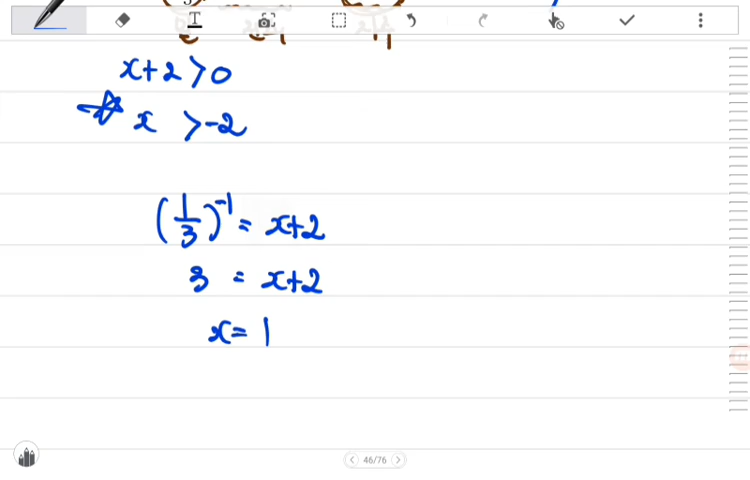 x+2>0
x >-2
(1/3)^-1 = x+2
3 = x+2
x= 1
46/76